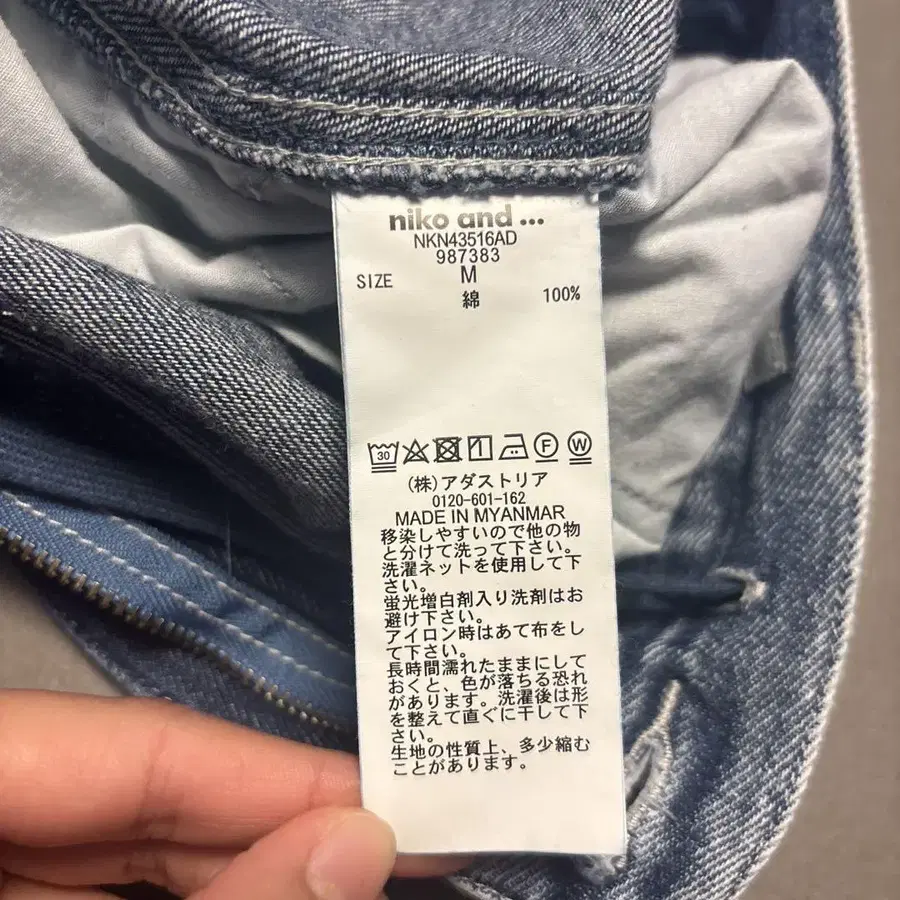 niko and ...
NKN43516AD
987383
SIZE M
綿 100%
30 F W
(株)アダストリア
0120-601-162
MADE IN MYANMAR
移染しやすいので他の物
と分けて洗って下さい。
洗濯ネットを使用して下
さい。
蛍光増白剤入り洗剤はお
避け下さい。
アイロン時はあて布をし
て下さい。
長時間濡れたままにして
おくと、色が落ちる恐れ
があります。洗濯後は形
を整えて直ぐに干して下
さい。
生地の性質上、多少縮む
ことがあります。